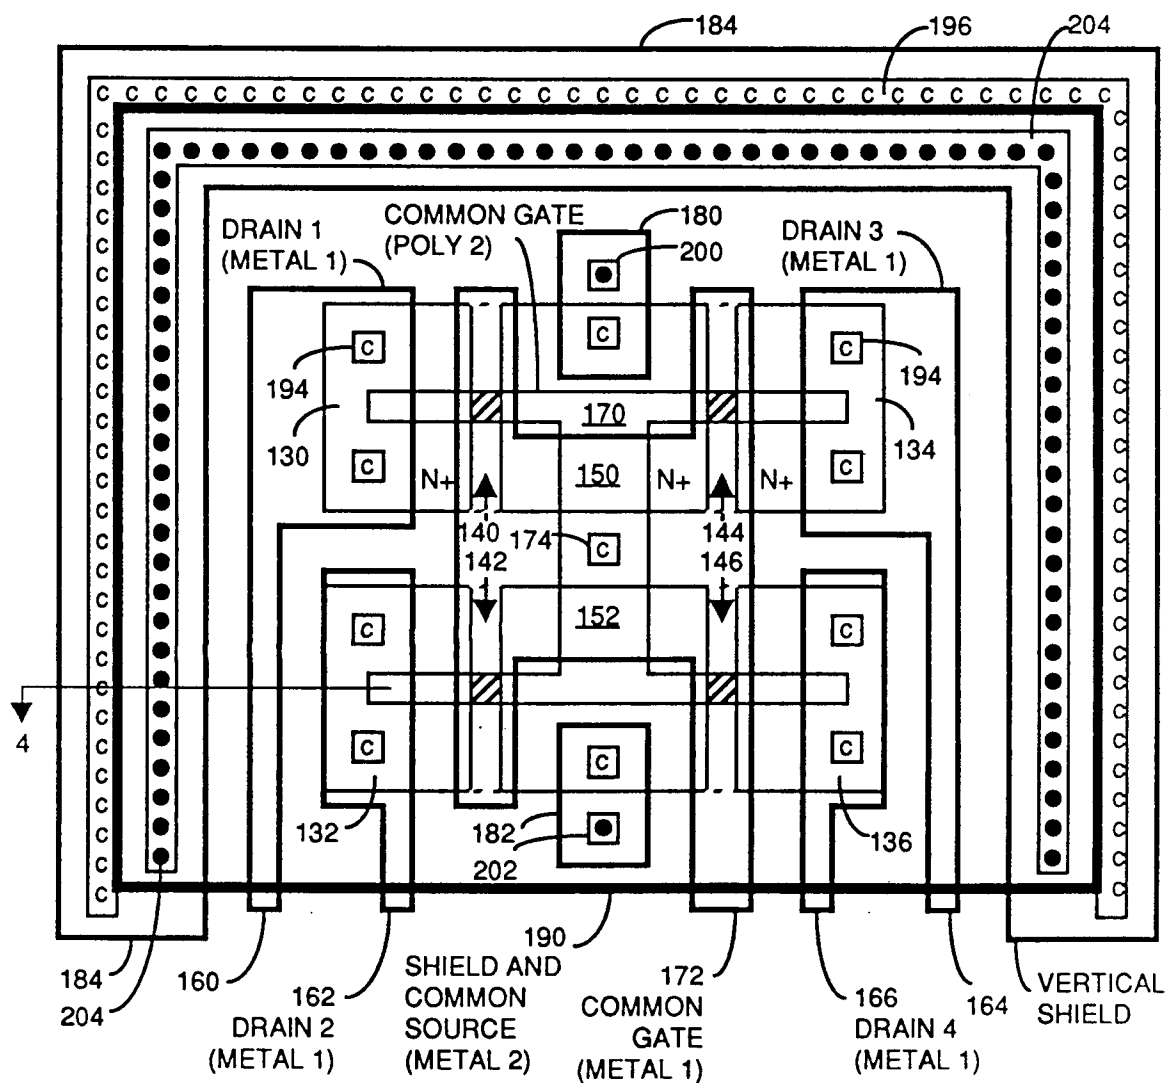 184
196
204
C C C C C C C C C C C C C C C C C C C C C C C C C C C C C C C C C C C
C C C C C C C C C C C C C C C C C C C C C C C C C C C
C C C C C C C C C C C C C C C C C C C C C C C C C C C
DRAIN 1
(METAL 1)
COMMON GATE
(POLY 2)
180
200
DRAIN 3
(METAL 1)
C
C
C
194
194
170
130
134
C
C
N+
150
N+
N+
140
174
C
144
142
146
C
152
C
4
C
C
C
132
182
136
202
190
184
160
172
204
162
SHIELD AND
COMMON
SOURCE
(METAL 2)
DRAIN 2
(METAL 1)
COMMON
GATE
(METAL 1)
166
164
DRAIN 4
(METAL 1)
VERTICAL
SHIELD